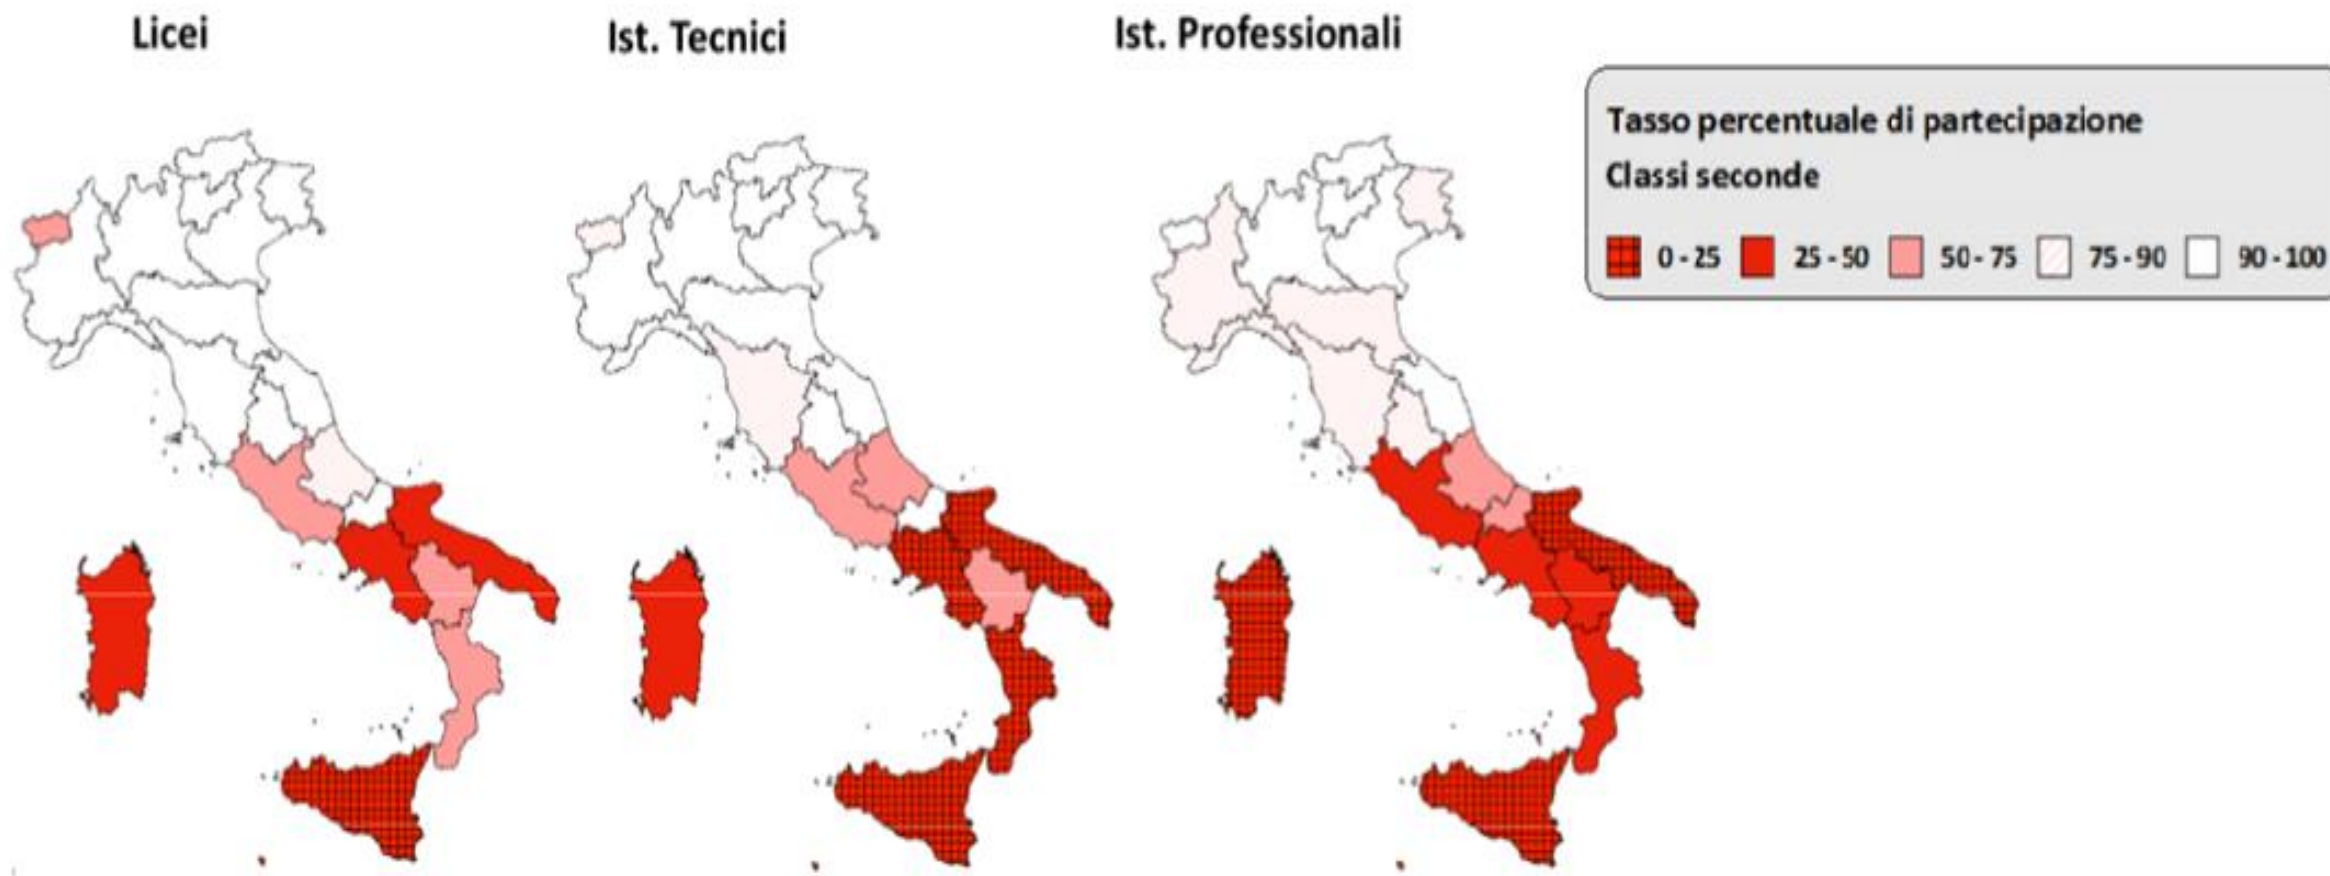 Licei
Ist. Tecnici
Ist. Professionali
Tasso percentuale di partecipazione
Classi seconde
0 - 25 25 - 50 50 - 75 75 - 90 90 - 100